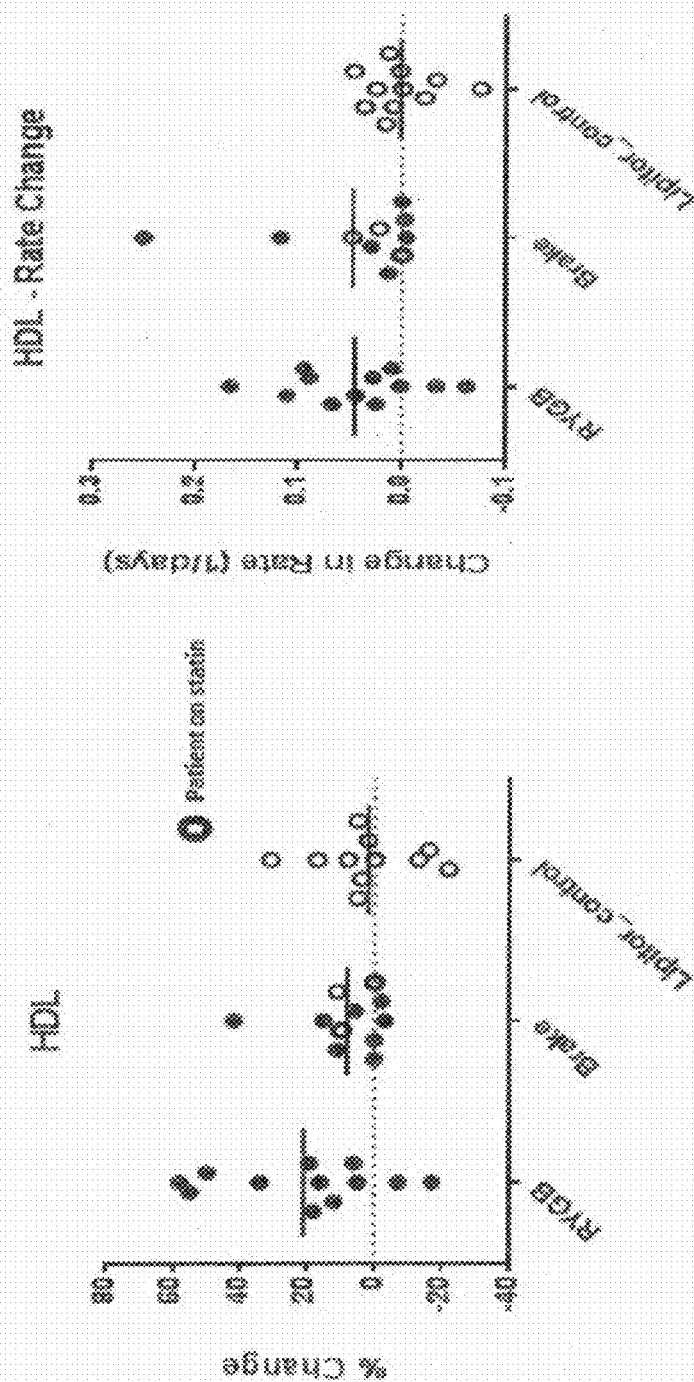 HDL
% Change
80
60
40
20
0
-20
-40
RYGB
Brake
Lipitor_control
Patient on statin
HDL - Rate Change
Change in Rate (1/days)
0.3
0.2
0.1
0.0
-0.1
RYGB
Brake
Lipitor_control